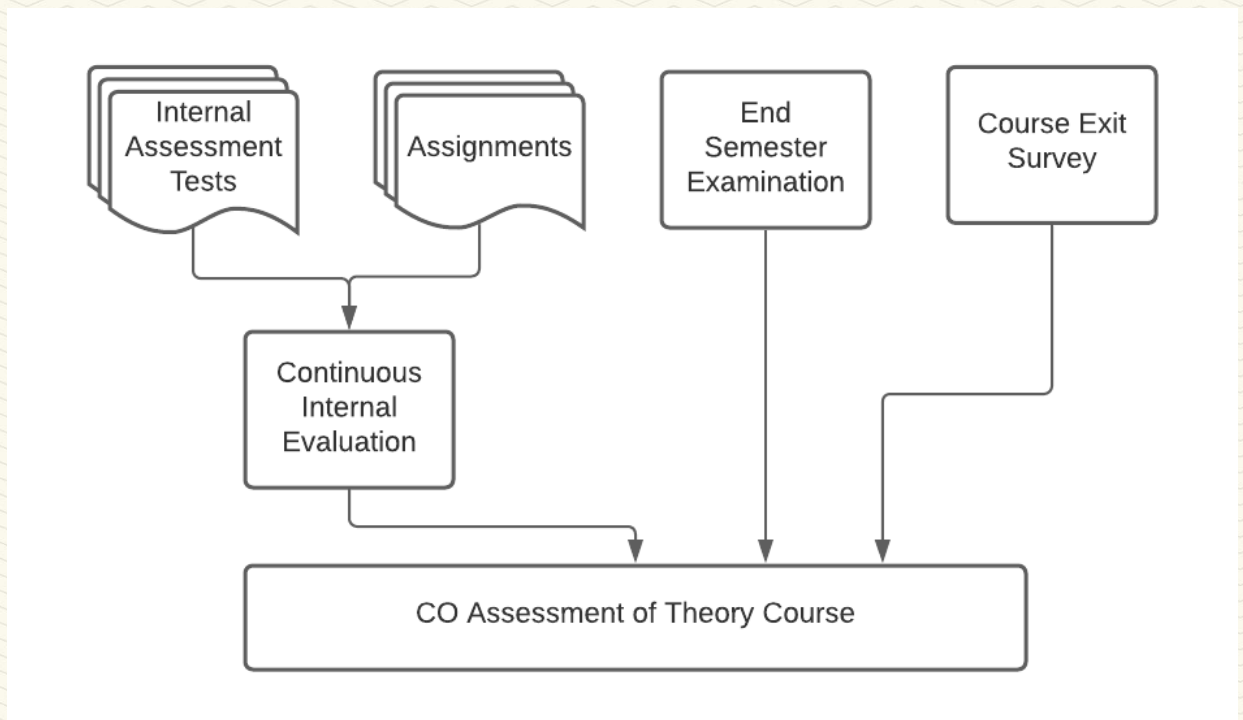 Internal
Assessment
Tests
Assignments
End
Semester
Examination
Course Exit
Survey
Continuous
Internal
Evaluation
CO Assessment of Theory Course